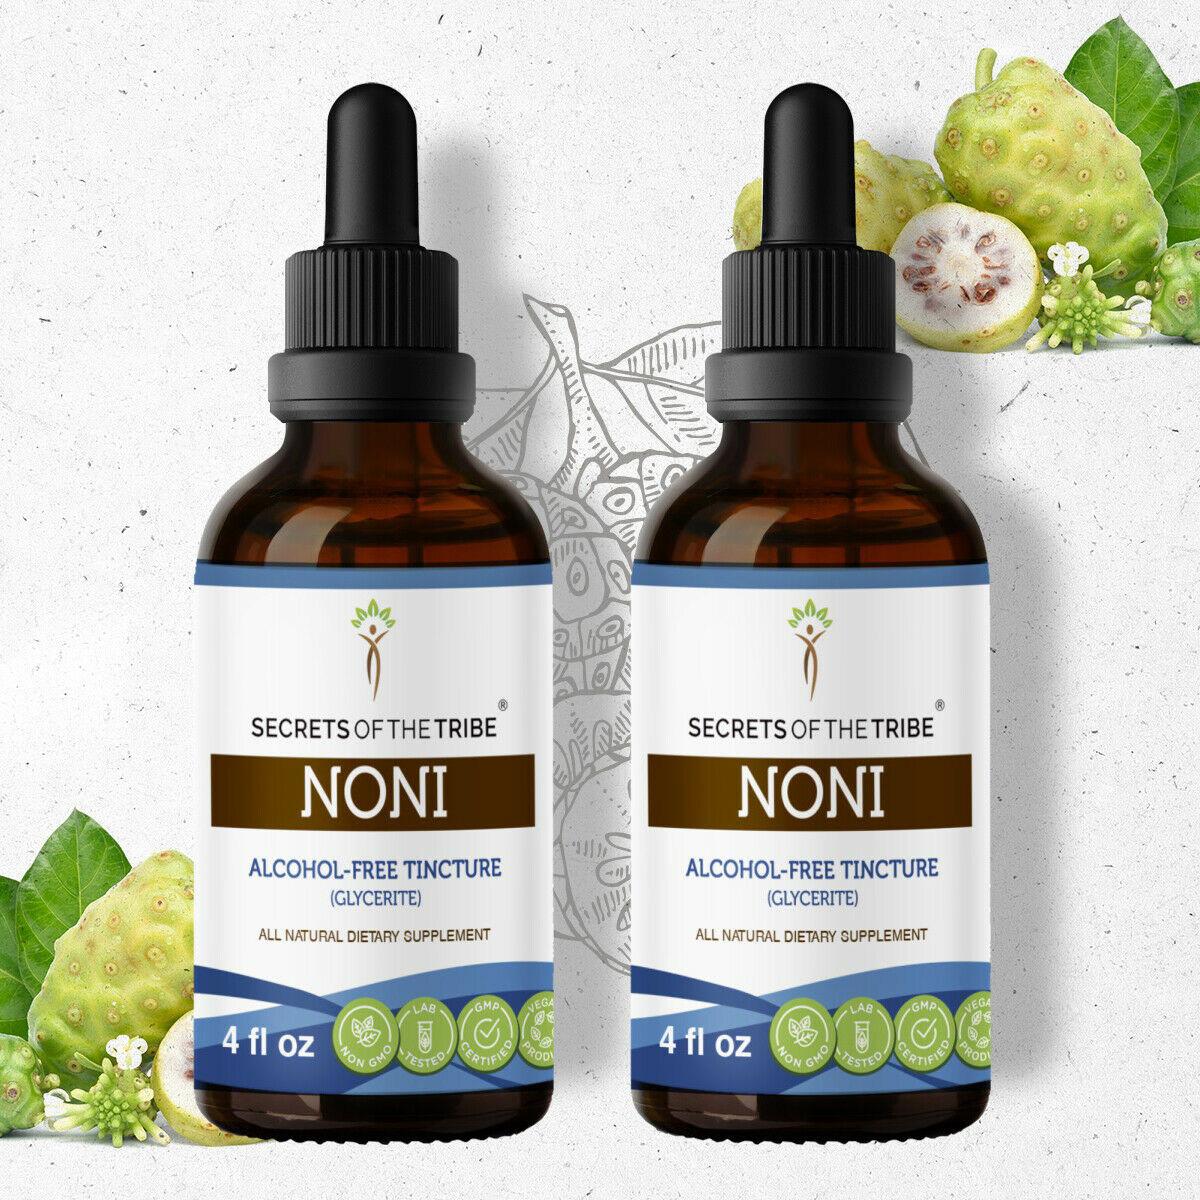 SECRETS OF THE TRIBE ®
NONI
ALCOHOL-FREE TINCTURE
(GLYCERITE)
ALL NATURAL DIETARY SUPPLEMENT
4 fl oz
NON GMO
LAB TESTED
GMP CERTIFIED
SECRETS OF THE TRIBE ®
NONI
ALCOHOL-FREE TINCTURE
(GLYCERITE)
ALL NATURAL DIETARY SUPPLEMENT
4 fl oz
NON GMO
LAB TESTED
GMP CERTIFIED